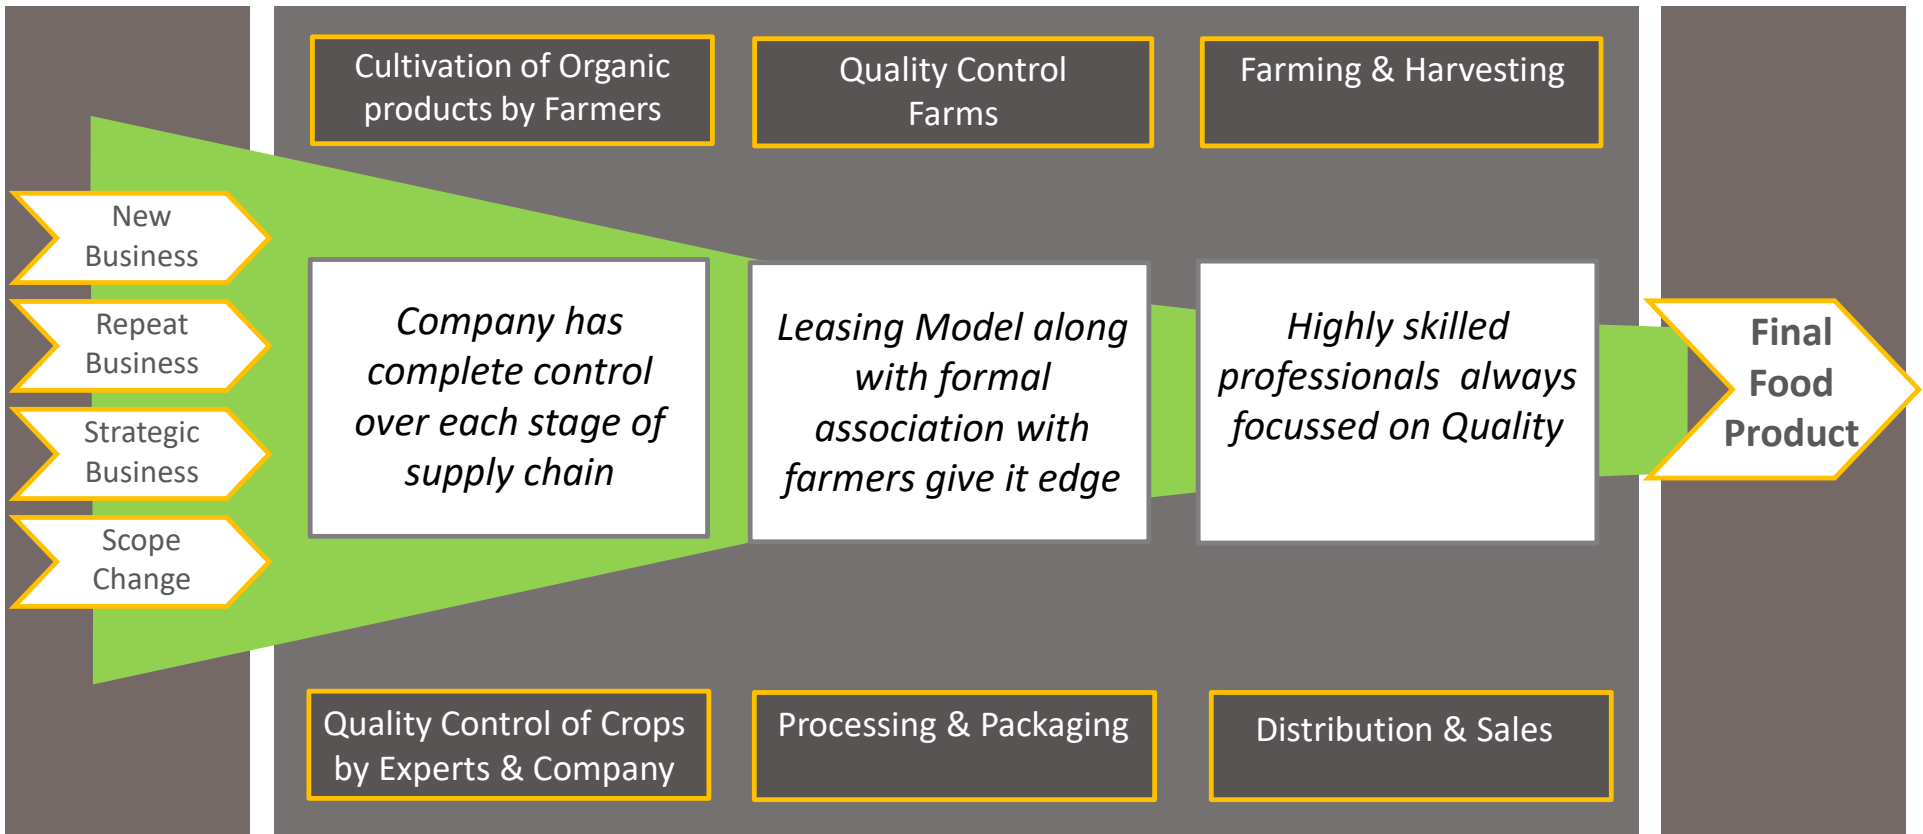 Cultivation of Organic
products by Farmers
Quality Control
Farms
Farming & Harvesting
New
Business
Repeat
Business
Strategic
Business
Scope
Change
Company has
complete control
over each stage of
supply chain
Leasing Model along
with formal
association with
farmers give it edge
Highly skilled
professionals  always
focussed on Quality
Final
Food
Product
Quality Control of Crops
by Experts & Company
Processing & Packaging
Distribution & Sales